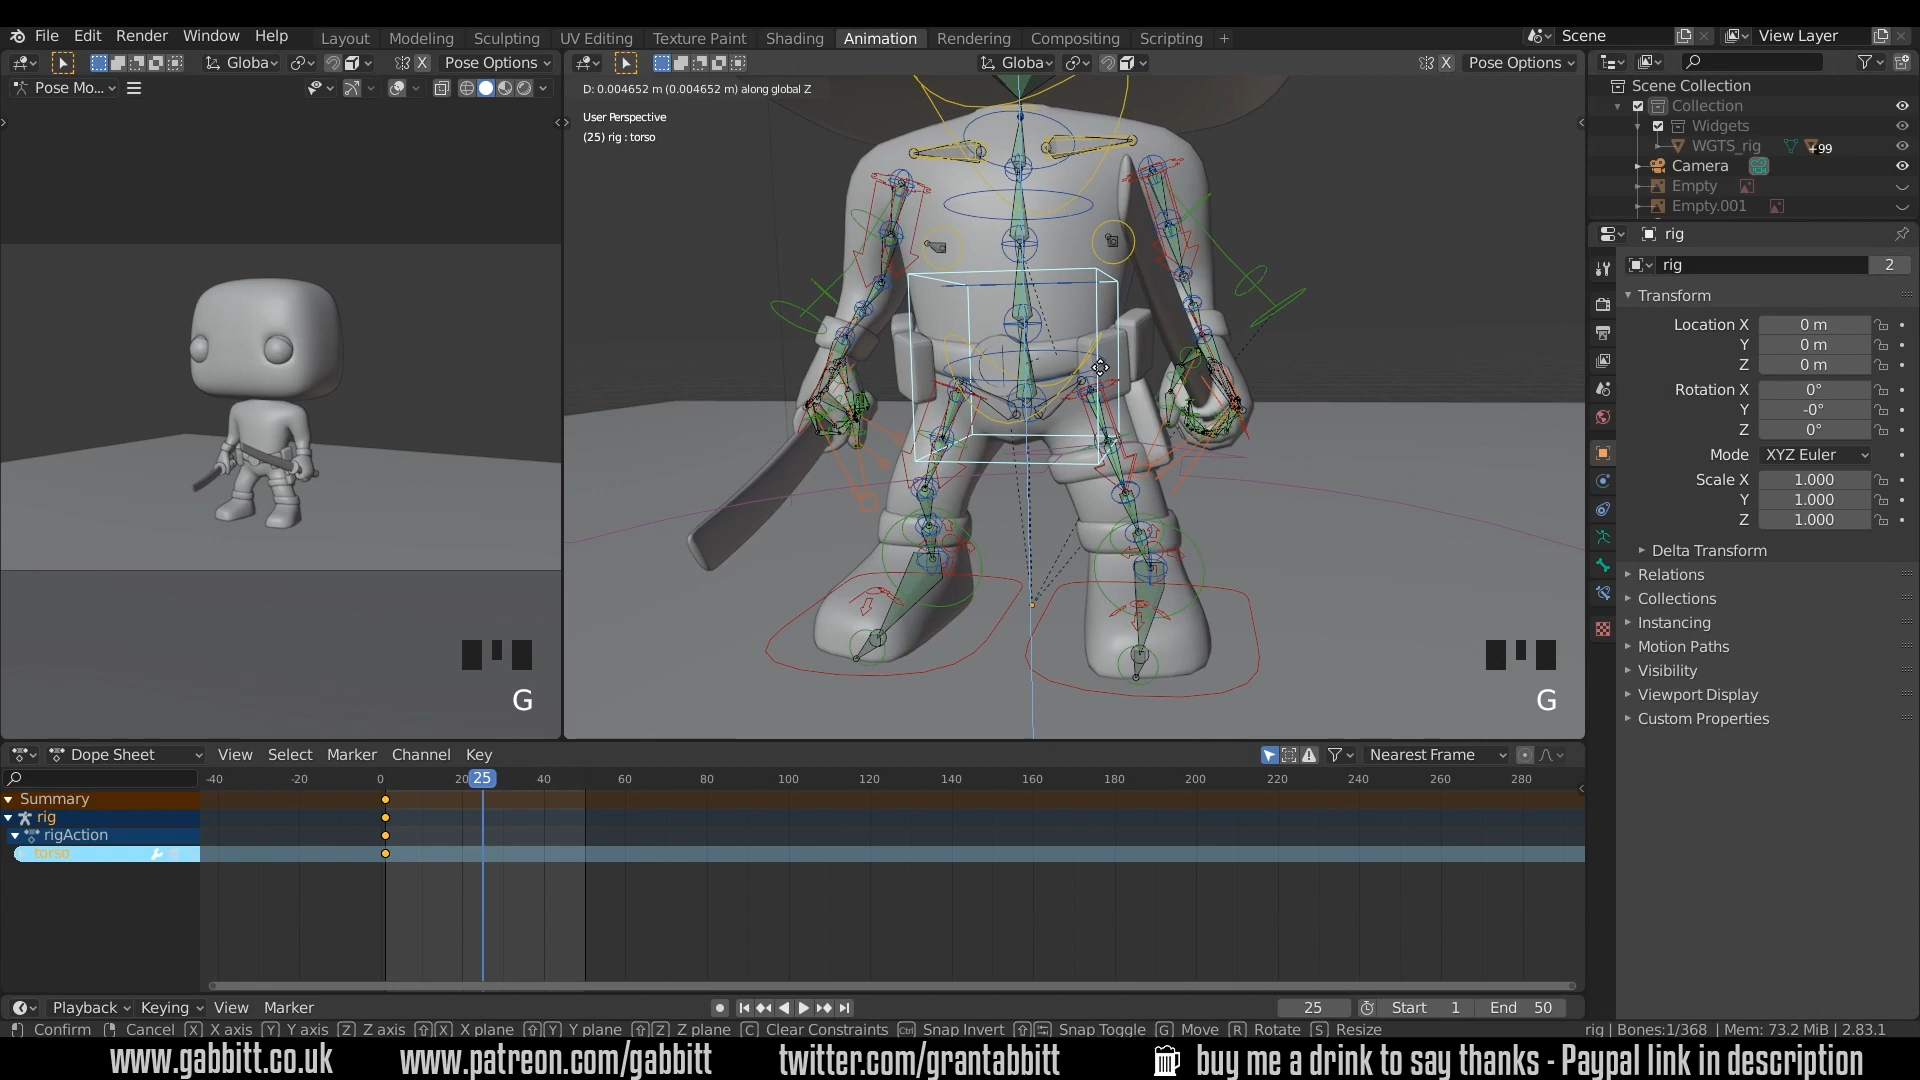 File Edit Render Window Help
Layout Modeling Sculpting UV Editing Texture Paint Shading Animation Rendering Compositing Scripting +
Scene View Layer
Globa X Pose Options
Globa X Pose Options
Pose Mo...
D: 0.004652 m (0.004652 m) along global Z
User Perspective
(25) rig : torso
G
G
Scene Collection
Collection
Widgets
WGTS_rig +99
Camera
Empty
Empty.001
rig
rig 2
Transform
Location X 0 m
Y 0 m
Z 0 m
Rotation X 0°
Y -0°
Z 0°
Mode XYZ Euler
Scale X 1.000
Y 1.000
Z 1.000
Delta Transform
Relations
Collections
Instancing
Motion Paths
Visibility
Viewport Display
Custom Properties
Dope Sheet View Select Marker Channel Key Nearest Frame
-40 -20 0 20 25 40 60 80 100 120 140 160 180 200 220 240 260 280
Summary
rig
rigAction
torso
Playback Keying View Marker 25 Start 1 End 50
Confirm Cancel X X axis Y Y axis Z Z axis X X plane Y Y plane Z Z plane C Clear Constraints Ctrl Snap Invert Snap Toggle G Move R Rotate S Resize rig | Bones:1/368 | Mem: 73.2 MiB | 2.83.1
www.gabbitt.co.uk www.patreon.com/gabbitt twitter.com/grantabbitt buy me a drink to say thanks - Paypal link in description